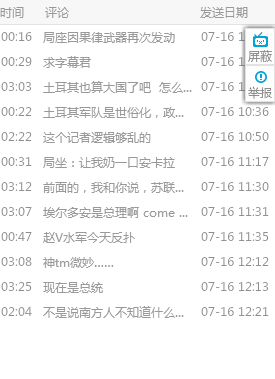 时间 评论 发送日期
00:16 局座因果律武器再次发动 07-16 1
00:29 求字幕君 07-16 1 屏蔽
03:03 土耳其也算大国了吧 怎么... 07-16 1 举报
02:22 土耳其军队是世俗化，政... 07-16 10:36
02:22 这个记者逻辑够乱的 07-16 10:50
00:31 局坐：让我奶一口安卡拉 07-16 11:17
03:12 前面的，我和你说，苏联... 07-16 11:30
03:07 埃尔多安是总理啊 come ... 07-16 11:31
00:47 赵V水军今天反扑 07-16 11:35
03:08 神tm微妙…… 07-16 12:12
03:25 现在是总统 07-16 12:13
02:04 不是说南方人不知道什么... 07-16 12:21